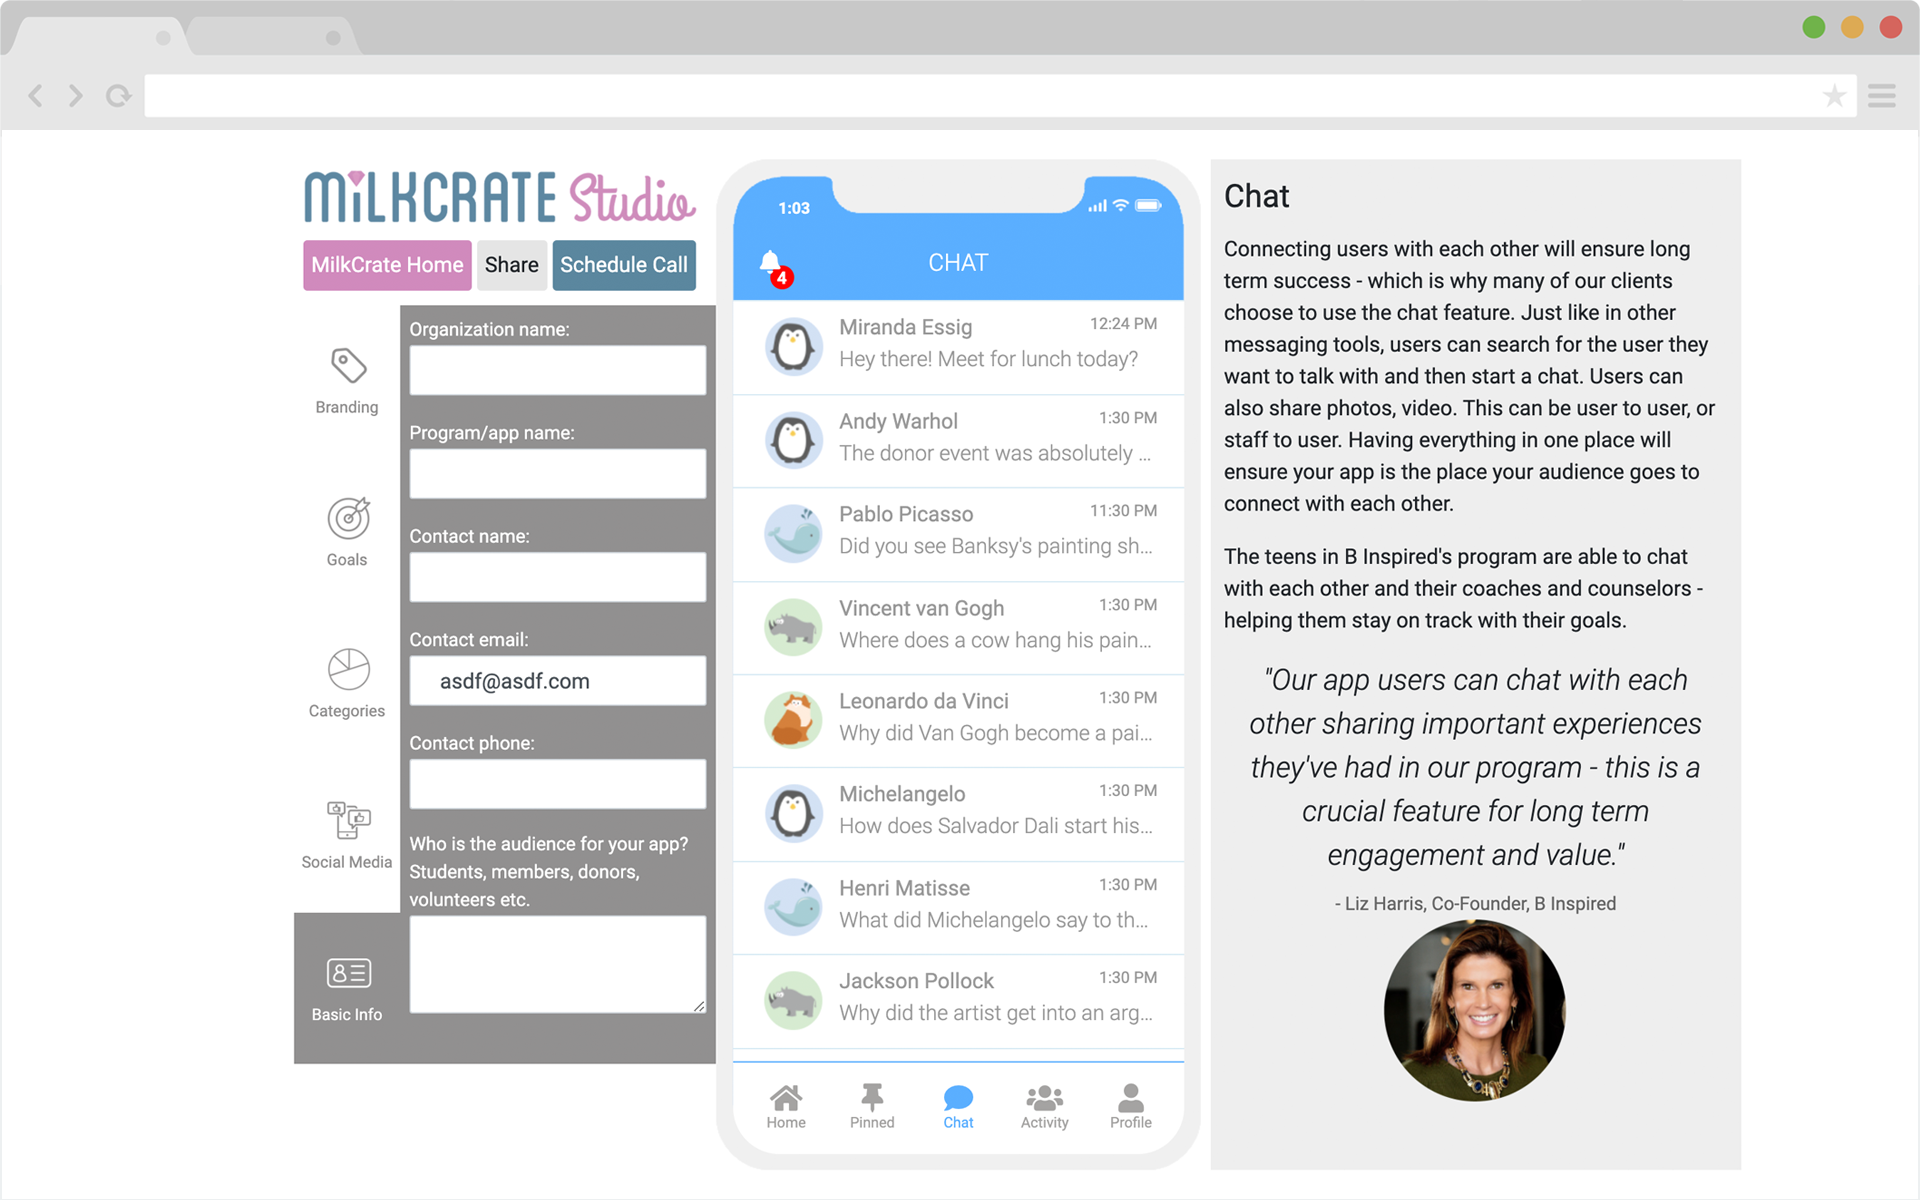 MiLKCRATE Studio
MilkCrate Home
Share
Schedule Call
Branding
Goals
Categories
Social Media
Basic Info
Organization name:
Program/app name:
Contact name:
Contact email:
asdf@asdf.com
Contact phone:
Who is the audience for your app?
Students, members, donors,
volunteers etc.
1:03
4
CHAT
Miranda Essig 12:24 PM
Hey there! Meet for lunch today?
Andy Warhol 1:30 PM
The donor event was absolutely ...
Pablo Picasso 11:30 PM
Did you see Banksy's painting sh...
Vincent van Gogh 1:30 PM
Where does a cow hang his pain...
Leonardo da Vinci 1:30 PM
Why did Van Gogh become a pai...
Michelangelo 1:30 PM
How does Salvador Dali start his...
Henri Matisse 1:30 PM
What did Michelangelo say to th...
Jackson Pollock 1:30 PM
Why did the artist get into an arg...
Home
Pinned
Chat
Activity
Profile
Chat
Connecting users with each other will ensure long
term success - which is why many of our clients
choose to use the chat feature. Just like in other
messaging tools, users can search for the user they
want to talk with and then start a chat. Users can
also share photos, video. This can be user to user, or
staff to user. Having everything in one place will
ensure your app is the place your audience goes to
connect with each other.
The teens in B Inspired's program are able to chat
with each other and their coaches and counselors -
helping them stay on track with their goals.
"Our app users can chat with each
other sharing important experiences
they've had in our program - this is a
crucial feature for long term
engagement and value."
- Liz Harris, Co-Founder, B Inspired